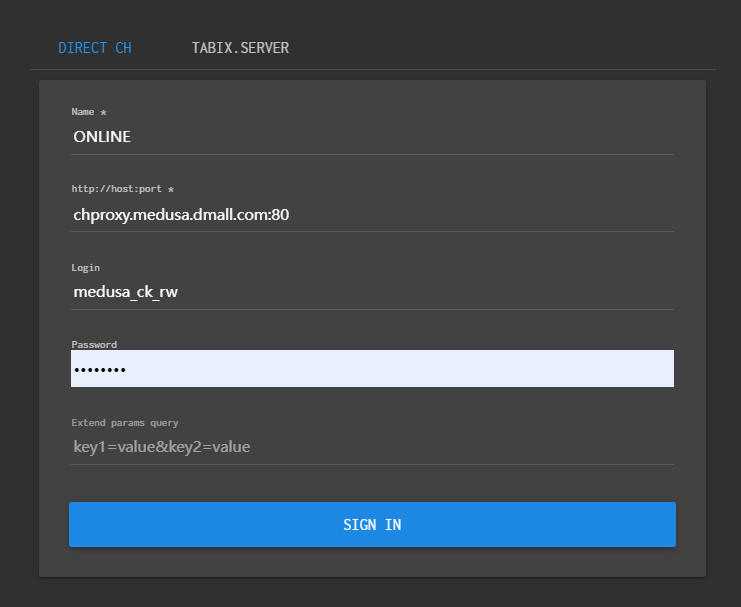 DIRECT CH TABIX.SERVER
Name *
ONLINE
http://host:port *
chproxy.medusa.dmall.com:80
Login
medusa_ck_rw
Password
••••••••
Extend params query
key1=value&key2=value
SIGN IN